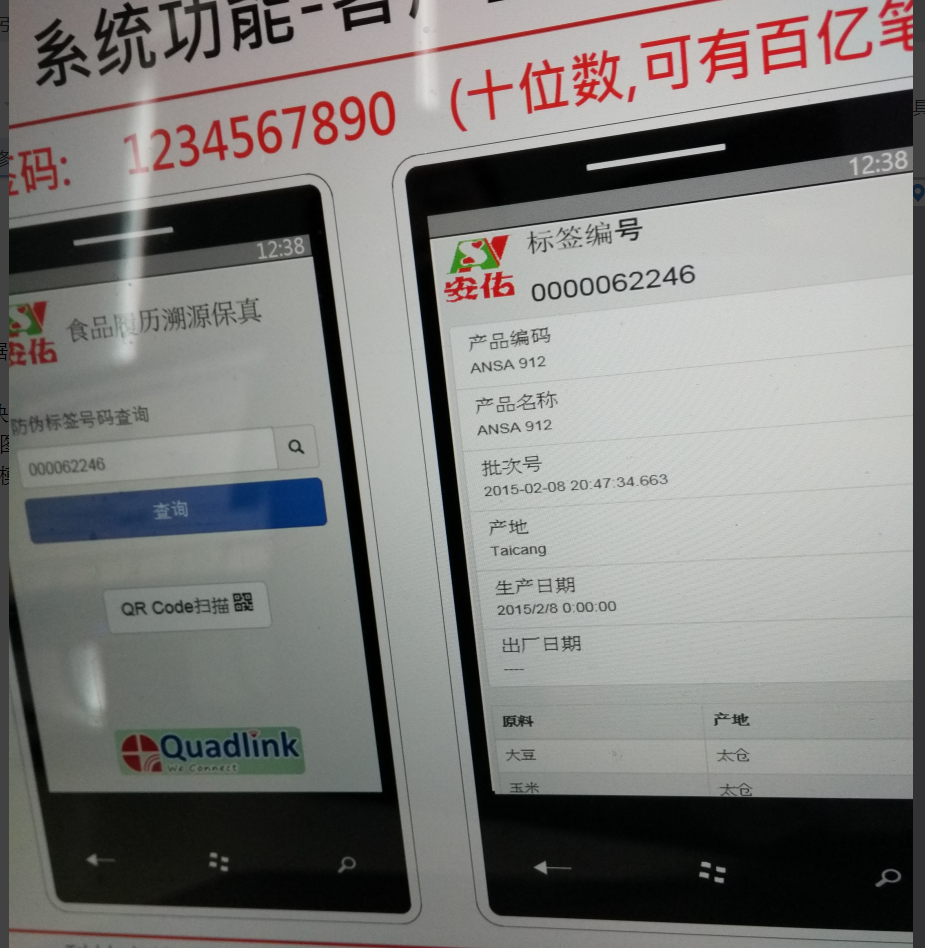 系统功能-客户
签码: 1234567890 (十位数,可有百亿笔
12:38
安佑
食品履历溯源保真
防伪标签号码查询
000062246
查询
QR Code扫描
Quadlink
We Connect
12:38
安佑
标签编号
0000062246
产品编码
ANSA 912
产品名称
ANSA 912
批次号
2015-02-08 20:47:34.663
产地
Taicang
生产日期
2015/2/8 0:00:00
出厂日期
----
原料 产地
大豆 太仓
玉米 太仓